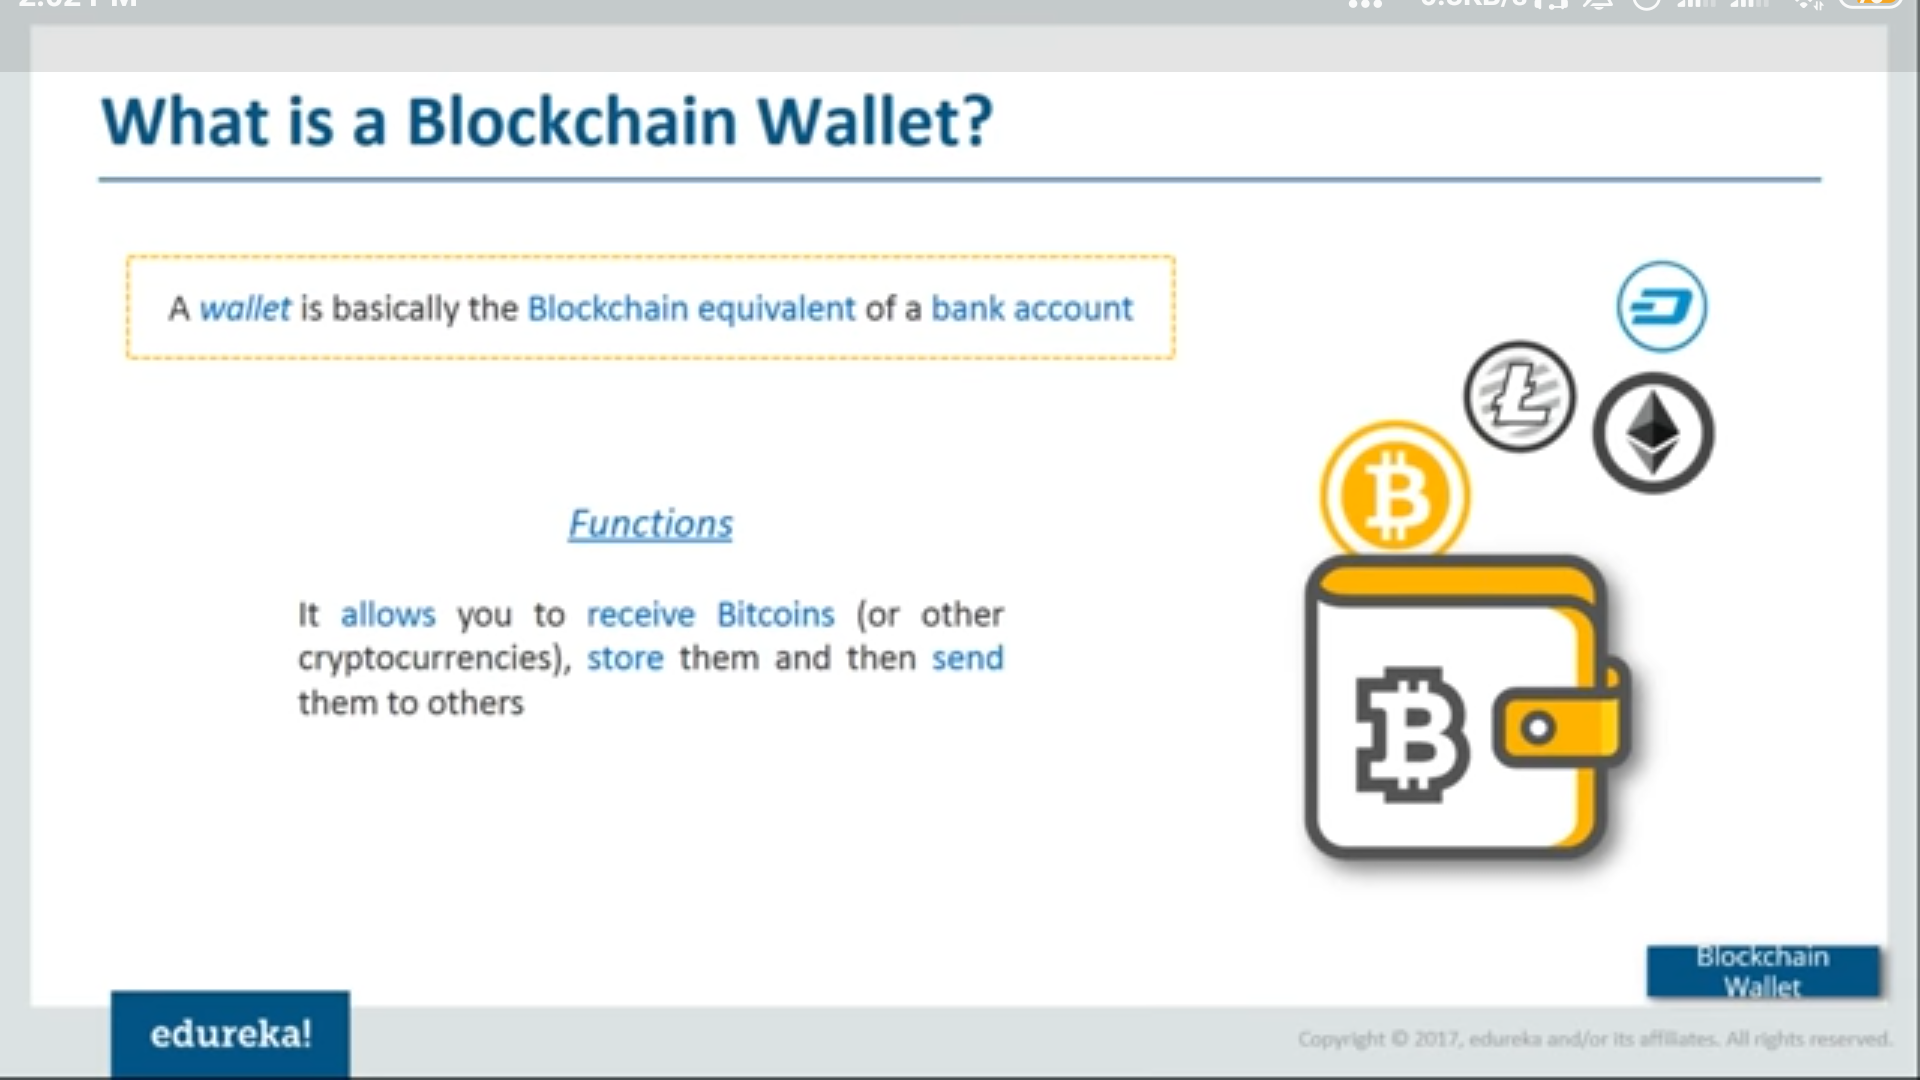 What is a Blockchain Wallet?
A wallet is basically the Blockchain equivalent of a bank account
Functions
It allows you to receive Bitcoins (or other
cryptocurrencies), store them and then send
them to others
Blockchain
Wallet
edureka!
Copyright © 2017, edureka and/or its affiliates. All rights reserved.